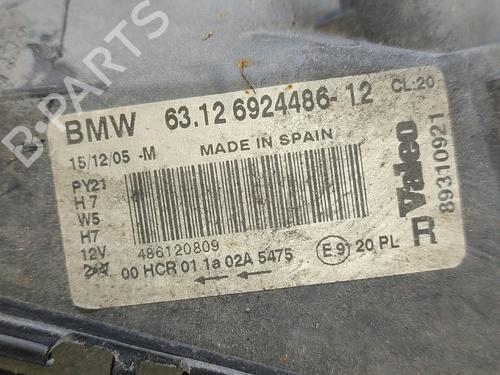 BMW 63.12 6924486-12 CL:20
15/12/05 -M MADE IN SPAIN
PY21
H7
W5
H7
12V 486120809
00 HCR 01 1a 02A 5475 E9 20 PL
Valeo
89310921
R